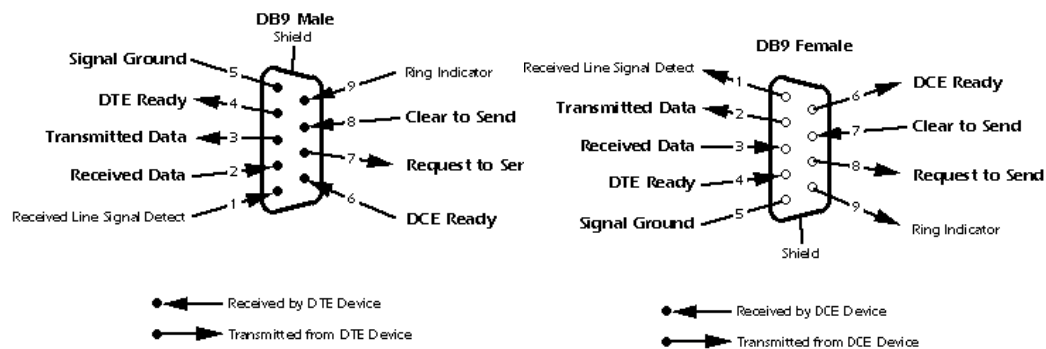 DB9 Male
Shield
Signal Ground
5
DTE Ready
4
Transmitted Data
3
Received Data
2
Received Line Signal Detect
1
9
Ring Indicator
8
Clear to Send
7
Request to Ser
6
DCE Ready
Received by DTE Device
Transmitted from DTE Device
DB9 Female
Received Line Signal Detect
1
Transmitted Data
2
Received Data
3
DTE Ready
4
Signal Ground
5
6
DCE Ready
7
Clear to Send
8
Request to Send
9
Ring Indicator
Shield
Received by DCE Device
Transmitted from DCE Device